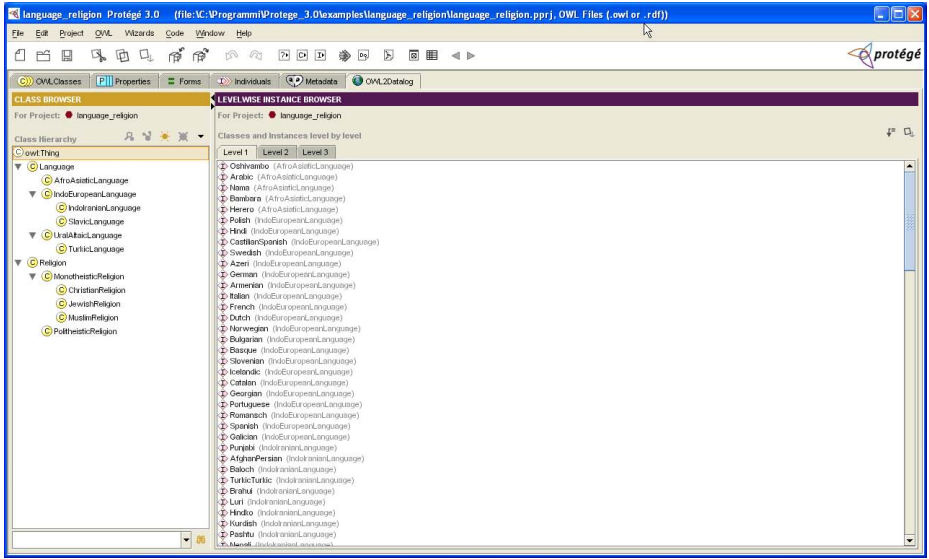 language_religion Protégé 3.0 (file:\C:\Programmi\Protege_3.0\examples\language_religion\language_religion.pprj, OWL Files (.owl or .rdf))
File Edit Project OWL Wizards Code Window Help
protégé
OWLClasses Properties Forms Individuals Metadata OWL2Datalog
CLASS BROWSER
For Project: language_religion
Class Hierarchy
owl:Thing
Language
AfroAsiaticLanguage
IndoEuropeanLanguage
IndoIranianLanguage
SlavicLanguage
UralAltaicLanguage
TurkicLanguage
Religion
MonotheisticReligion
ChristianReligion
JewishReligion
MuslimReligion
PolitheisticReligion
LEVELWISE INSTANCE BROWSER
For Project: language_religion
Classes and Instances level by level
Level 1 Level 2 Level 3
Oshivambo (AfroAsiaticLanguage)
Arabic (AfroAsiaticLanguage)
Nama (AfroAsiaticLanguage)
Bambara (AfroAsiaticLanguage)
Herero (AfroAsiaticLanguage)
Polish (IndoEuropeanLanguage)
Hindi (IndoEuropeanLanguage)
CastilianSpanish (IndoEuropeanLanguage)
Swedish (IndoEuropeanLanguage)
Azeri (IndoEuropeanLanguage)
German (IndoEuropeanLanguage)
Armenian (IndoEuropeanLanguage)
Italian (IndoEuropeanLanguage)
French (IndoEuropeanLanguage)
Dutch (IndoEuropeanLanguage)
Norwegian (IndoEuropeanLanguage)
Bulgarian (IndoEuropeanLanguage)
Basque (IndoEuropeanLanguage)
Slovenian (IndoEuropeanLanguage)
Icelandic (IndoEuropeanLanguage)
Catalan (IndoEuropeanLanguage)
Georgian (IndoEuropeanLanguage)
Portuguese (IndoEuropeanLanguage)
Romansch (IndoEuropeanLanguage)
Spanish (IndoEuropeanLanguage)
Galician (IndoEuropeanLanguage)
Punjabi (IndoIranianLanguage)
AfghanPersian (IndoIranianLanguage)
Baloch (IndoIranianLanguage)
TurkicTurkic (IndoIranianLanguage)
Brahui (IndoIranianLanguage)
Luri (IndoIranianLanguage)
Hindko (IndoIranianLanguage)
Kurdish (IndoIranianLanguage)
Pashtu (IndoIranianLanguage)
Nepali (IndoIranianLanguage)